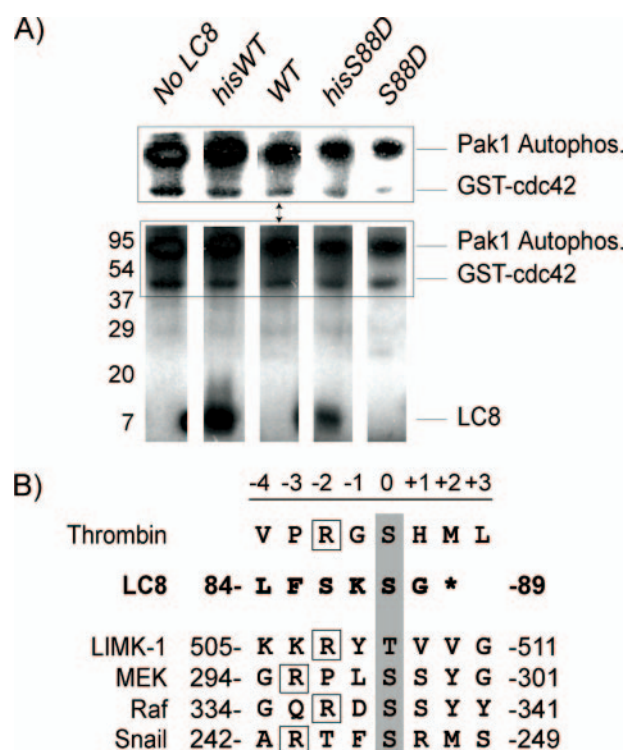 A)
No LC8 hisWT WT hisS88D S88D
Pak1 Autophos.
GST-cdc42
95 Pak1 Autophos.
54 GST-cdc42
37
29
20
7 LC8
B) -4 -3 -2 -1 0 +1 +2 +3
Thrombin V P R G S H M L
LC8 84- L F S K S G * -89
LIMK-1 505- K K R Y T V V G -511
MEK 294- G R P L S S Y G -301
Raf 334- G Q R D S S Y Y -341
Snail 242- A R T F S R M S -249